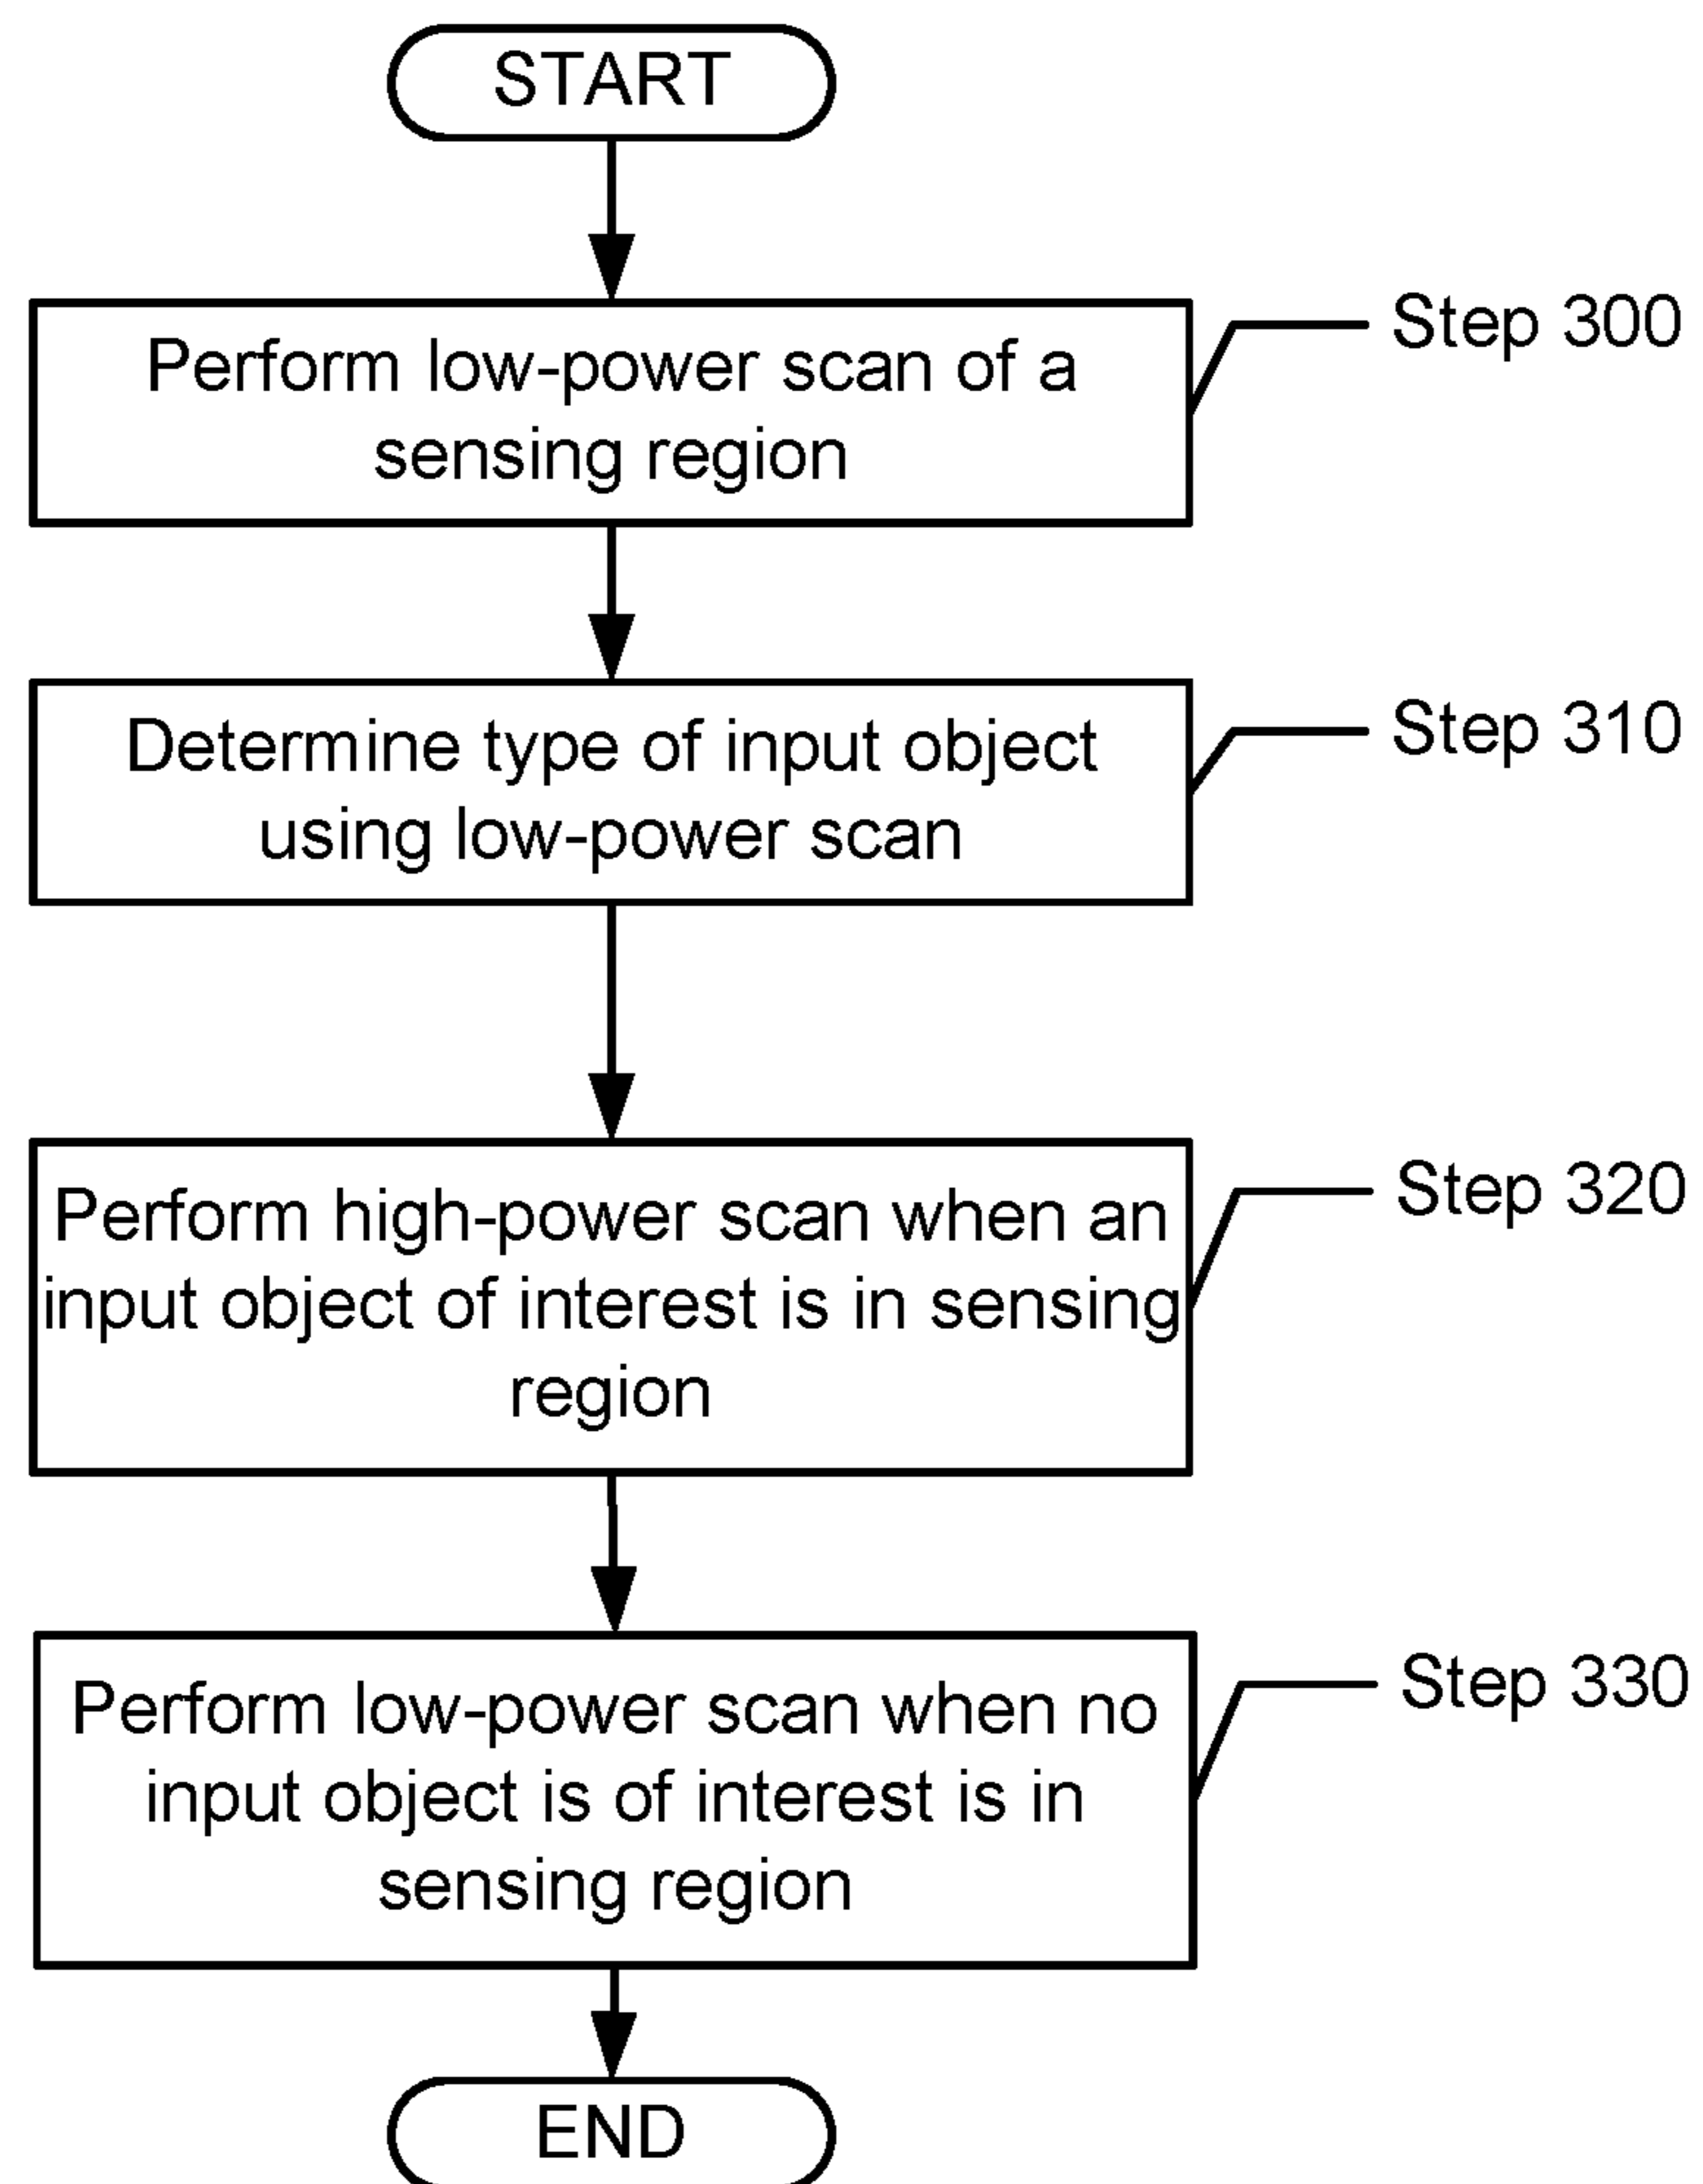 START
Perform low-power scan of a
sensing region
Step 300
Determine type of input object
using low-power scan
Step 310
Perform high-power scan when an
input object of interest is in sensing
region
Step 320
Perform low-power scan when no
input object is of interest is in
sensing region
Step 330
END